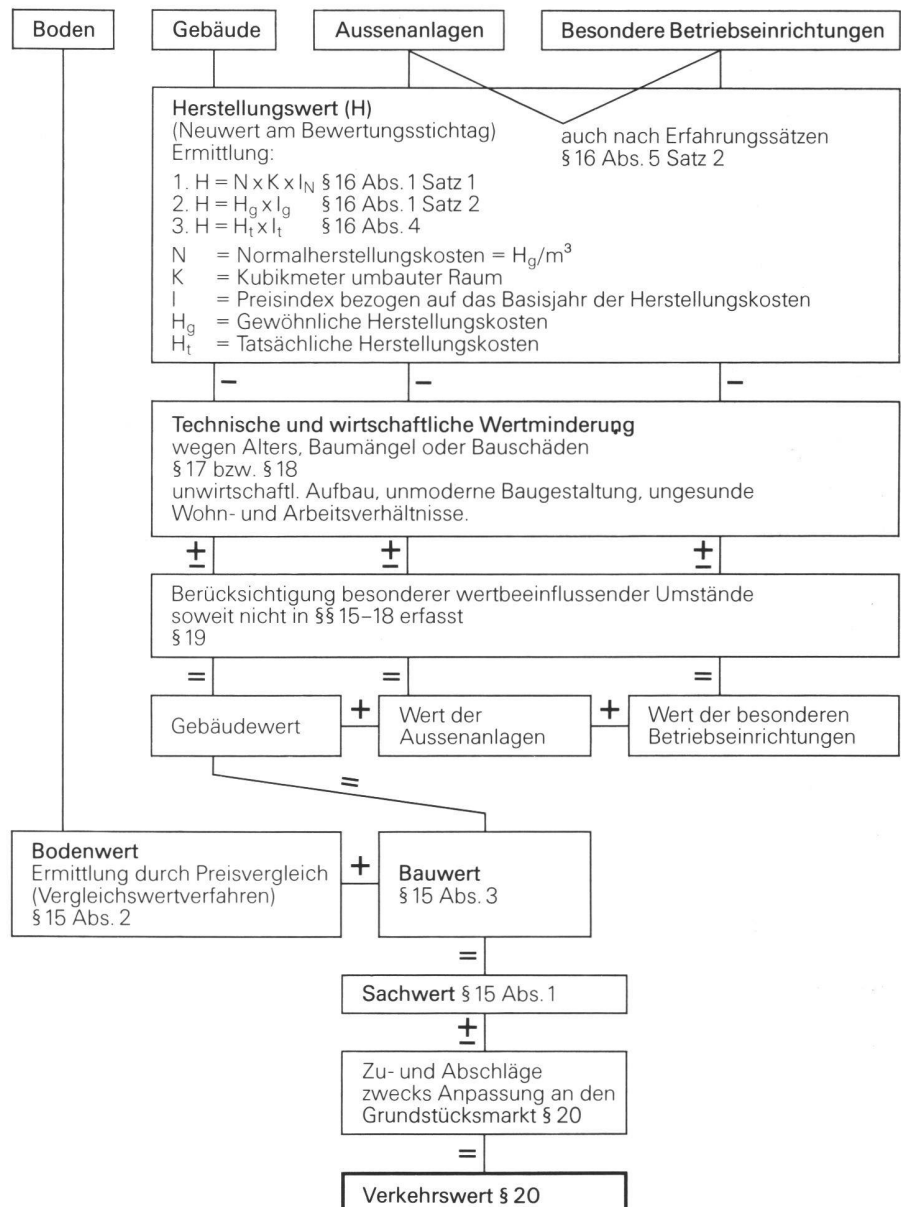 Boden
Gebäude
Aussenanlagen
Besondere Betriebseinrichtungen
Herstellungswert (H)
(Neuwert am Bewertungsstichtag)
Ermittlung:
auch nach Erfahrungssätzen
§ 16 Abs. 5 Satz 2
1. H = N x K x I_N § 16 Abs. 1 Satz 1
2. H = H_g x I_g § 16 Abs. 1 Satz 2
3. H = H_t x I_t § 16 Abs. 4
N = Normalherstellungskosten = H_g/m³
K = Kubikmeter umbauter Raum
I = Preisindex bezogen auf das Basisjahr der Herstellungskosten
H_g = Gewöhnliche Herstellungskosten
H_t = Tatsächliche Herstellungskosten
− − −
Technische und wirtschaftliche Wertminderung
wegen Alters, Baumängel oder Bauschäden
§ 17 bzw. § 18
unwirtschaftl. Aufbau, unmoderne Baugestaltung, ungesunde
Wohn- und Arbeitsverhältnisse.
± ± ±
Berücksichtigung besonderer wertbeeinflussender Umstände
soweit nicht in §§ 15–18 erfasst
§ 19
= = =
Gebäudewert
+
Wert der
Aussenanlagen
+
Wert der besonderen
Betriebseinrichtungen
=
Bodenwert
Ermittlung durch Preisvergleich
(Vergleichswertverfahren)
§ 15 Abs. 2
+
Bauwert
§ 15 Abs. 3
=
Sachwert § 15 Abs. 1
±
Zu- und Abschläge
zwecks Anpassung an den
Grundstücksmarkt § 20
=
Verkehrswert § 20